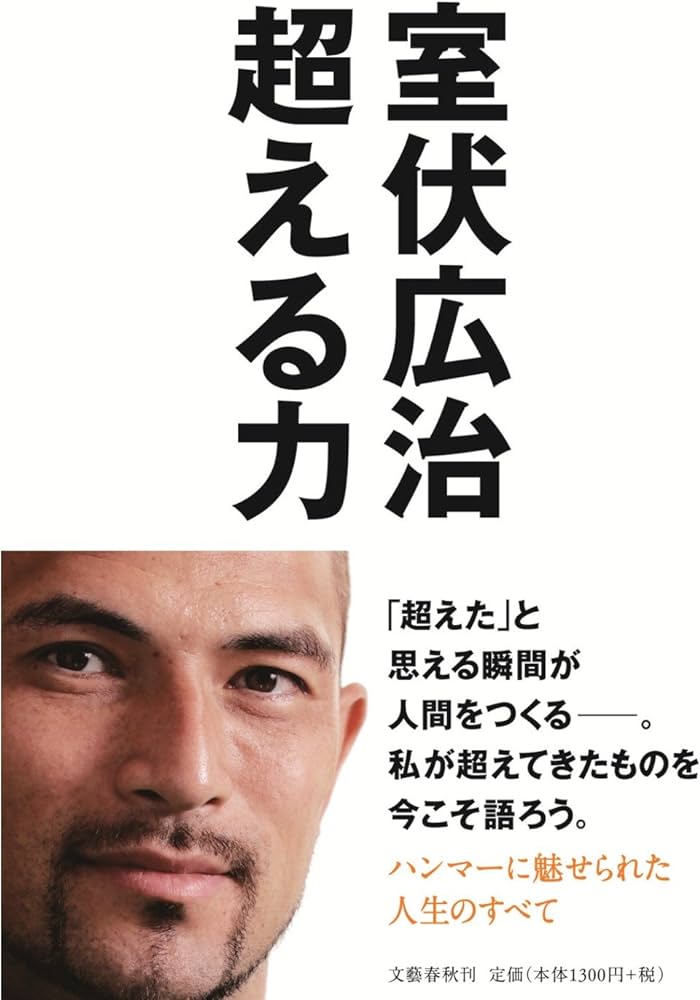 室伏広治
超える力
「超えた」と
思える瞬間が
人間をつくる――。
私が超えてきたものを
今こそ語ろう。
ハンマーに魅せられた
人生のすべて
文藝春秋刊 定価(本体1300円+税)